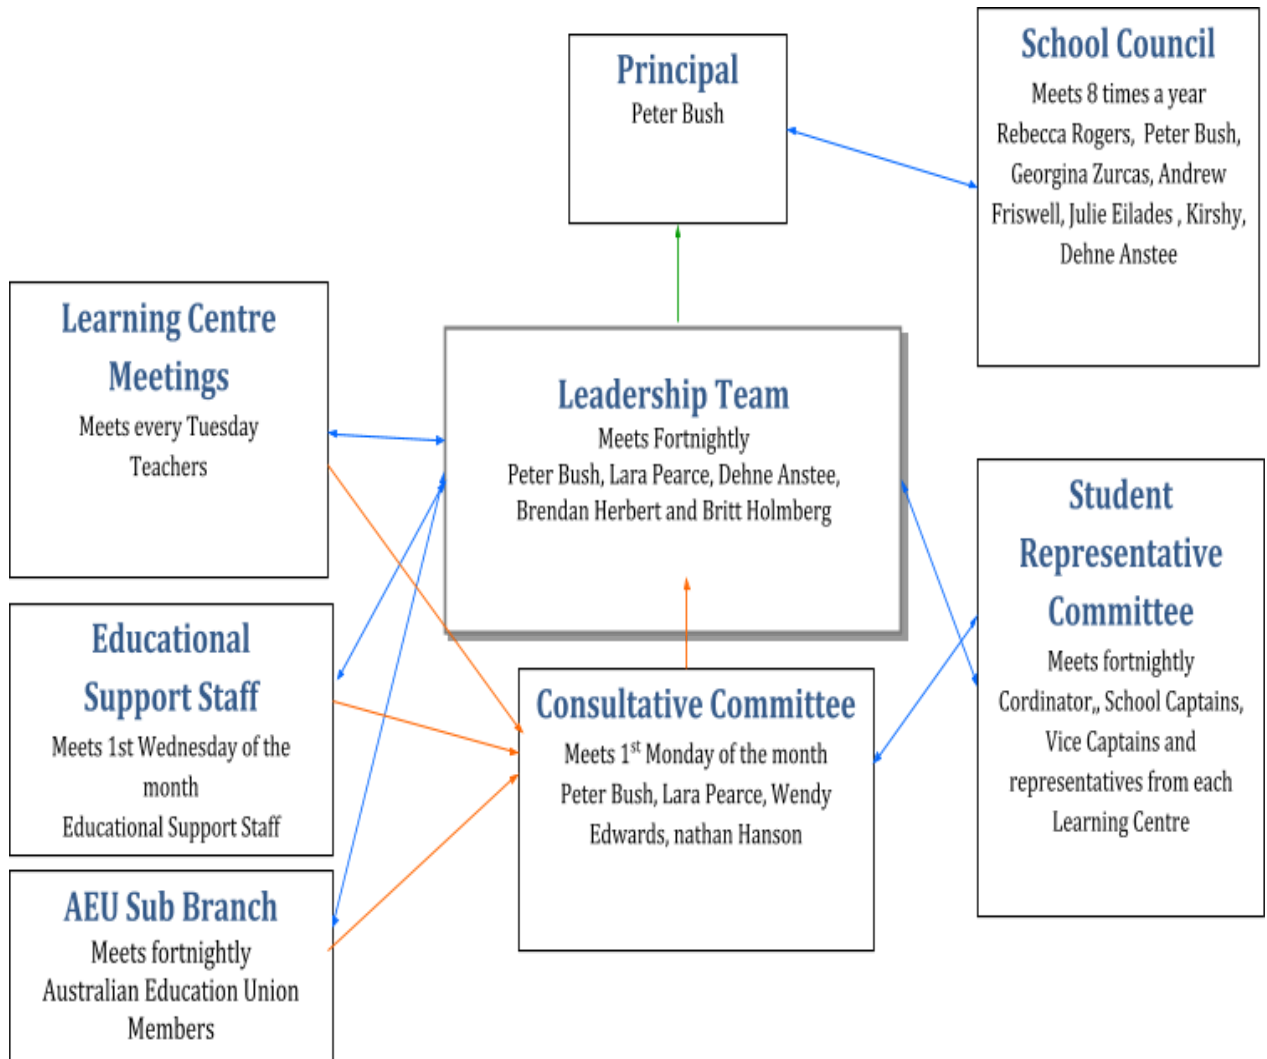 Principal
Peter Bush
School Council
Meets 8 times a year
Rebecca Rogers, Peter Bush,
Georgina Zurcas, Andrew
Friswell, Julie Eilades , Kirshy,
Dehne Anstee
Learning Centre
Meetings
Meets every Tuesday
Teachers
Leadership Team
Meets Fortnightly
Peter Bush, Lara Pearce, Dehne Anstee,
Brendan Herbert and Britt Holmberg
Student
Representative
Committee
Meets fortnightly
Cordinator,, School Captains,
Vice Captains and
representatives from each
Learning Centre
Educational
Support Staff
Meets 1st Wednesday of the
month
Educational Support Staff
Consultative Committee
Meets 1st Monday of the month
Peter Bush, Lara Pearce, Wendy
Edwards, nathan Hanson
AEU Sub Branch
Meets fortnightly
Australian Education Union
Members